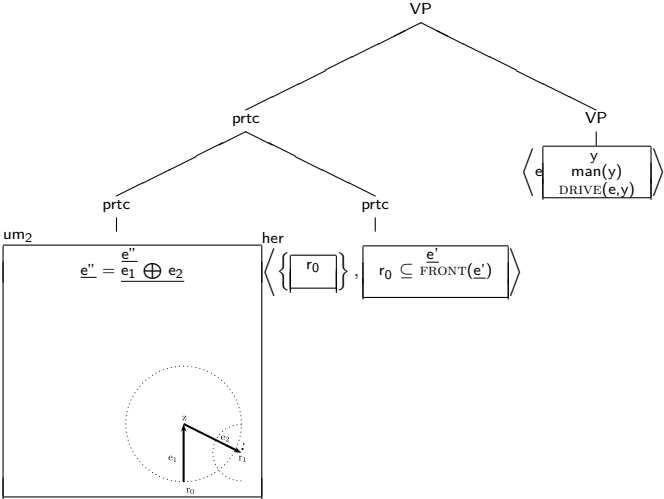 VP
prtc
VP
y
⟨ e man(y) ⟩
DRIVE(e,y)
prtc
prtc
um₂
her
e"
e" = e₁ ⊕ e₂
⟨ { r₀ } ,
e'
r₀ ⊆ FRONT(e') ⟩
z
e₂
e₁
r₁
r₀